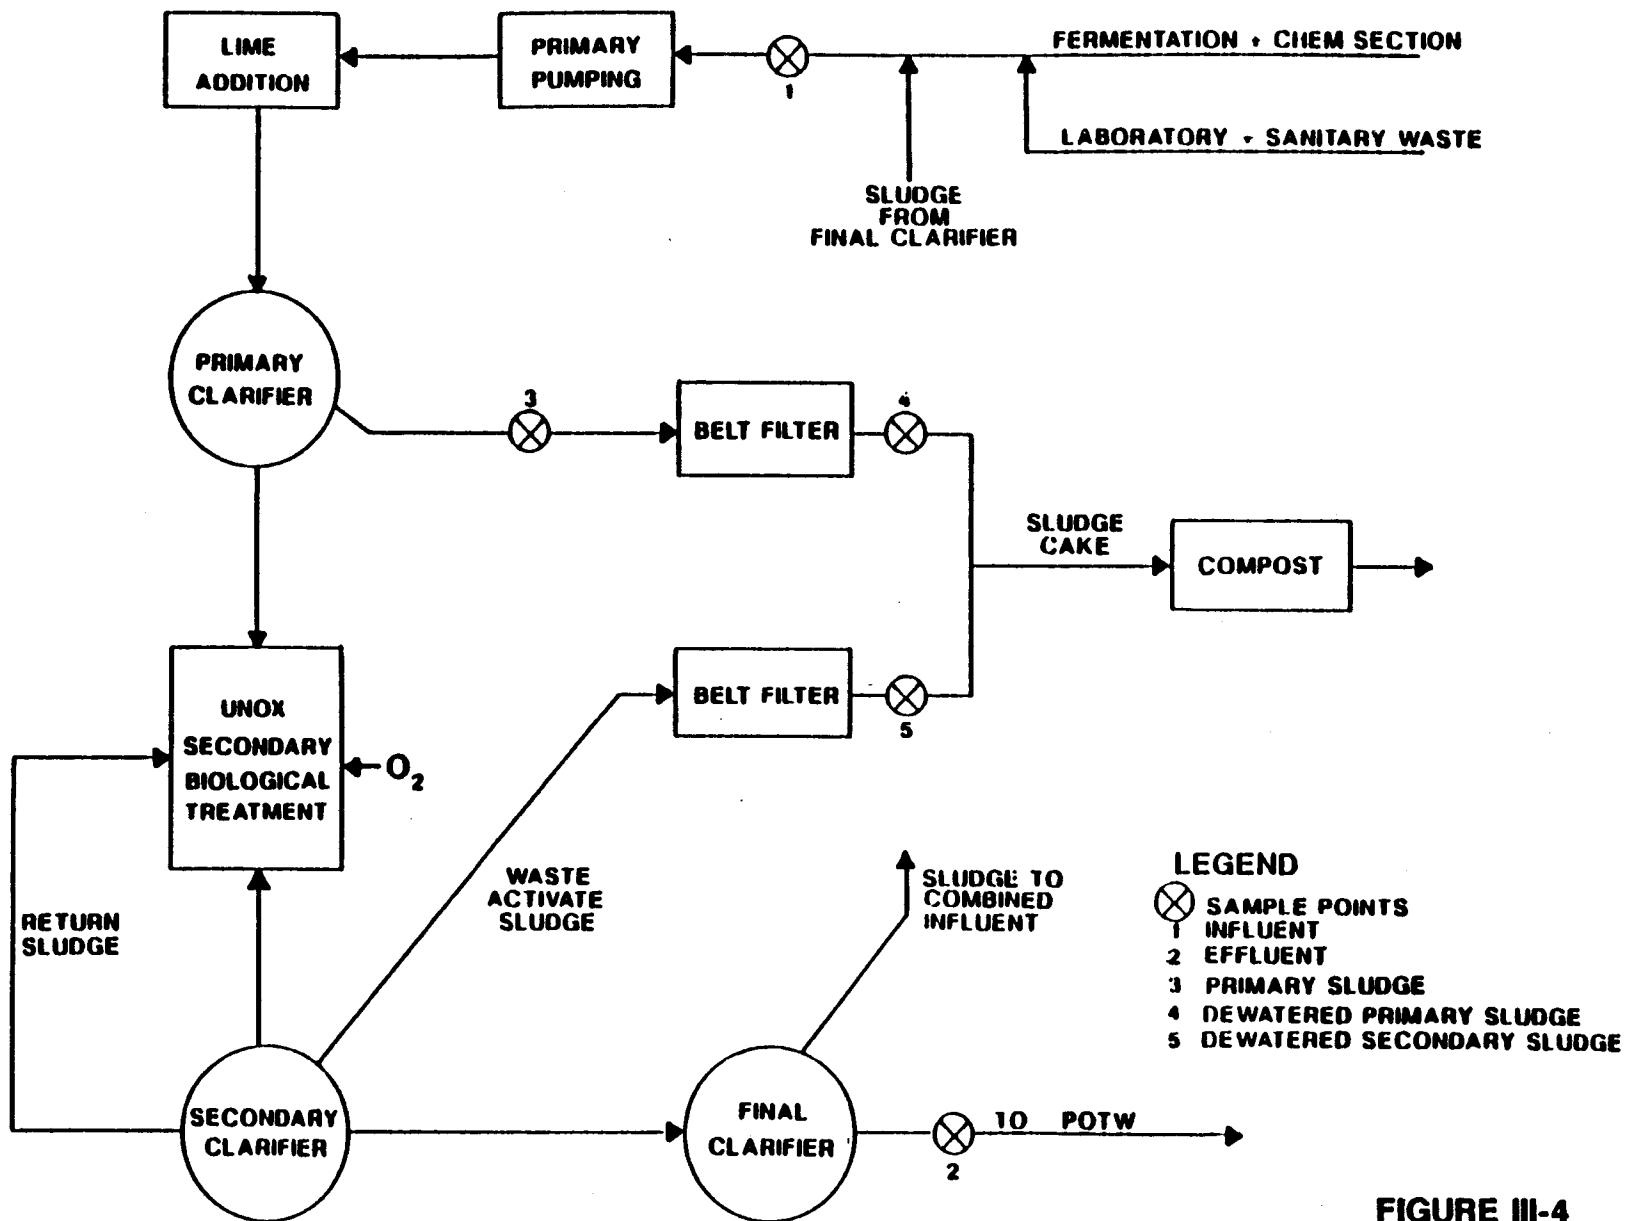 LIME
ADDITION
PRIMARY
PUMPING
1
FERMENTATION + CHEM SECTION
LABORATORY + SANITARY WASTE
SLUDGE
FROM
FINAL CLARIFIER
PRIMARY
CLARIFIER
3
BELT FILTER
4
SLUDGE
CAKE
COMPOST
UNOX
SECONDARY
BIOLOGICAL
TREATMENT
O2
BELT FILTER
5
RETURN
SLUDGE
WASTE
ACTIVATE
SLUDGE
SLUDGE TO
COMBINED
INFLUENT
LEGEND
SAMPLE POINTS
1 INFLUENT
2 EFFLUENT
3 PRIMARY SLUDGE
4 DEWATERED PRIMARY SLUDGE
5 DEWATERED SECONDARY SLUDGE
SECONDARY
CLARIFIER
FINAL
CLARIFIER
2
TO POTW
FIGURE III-4